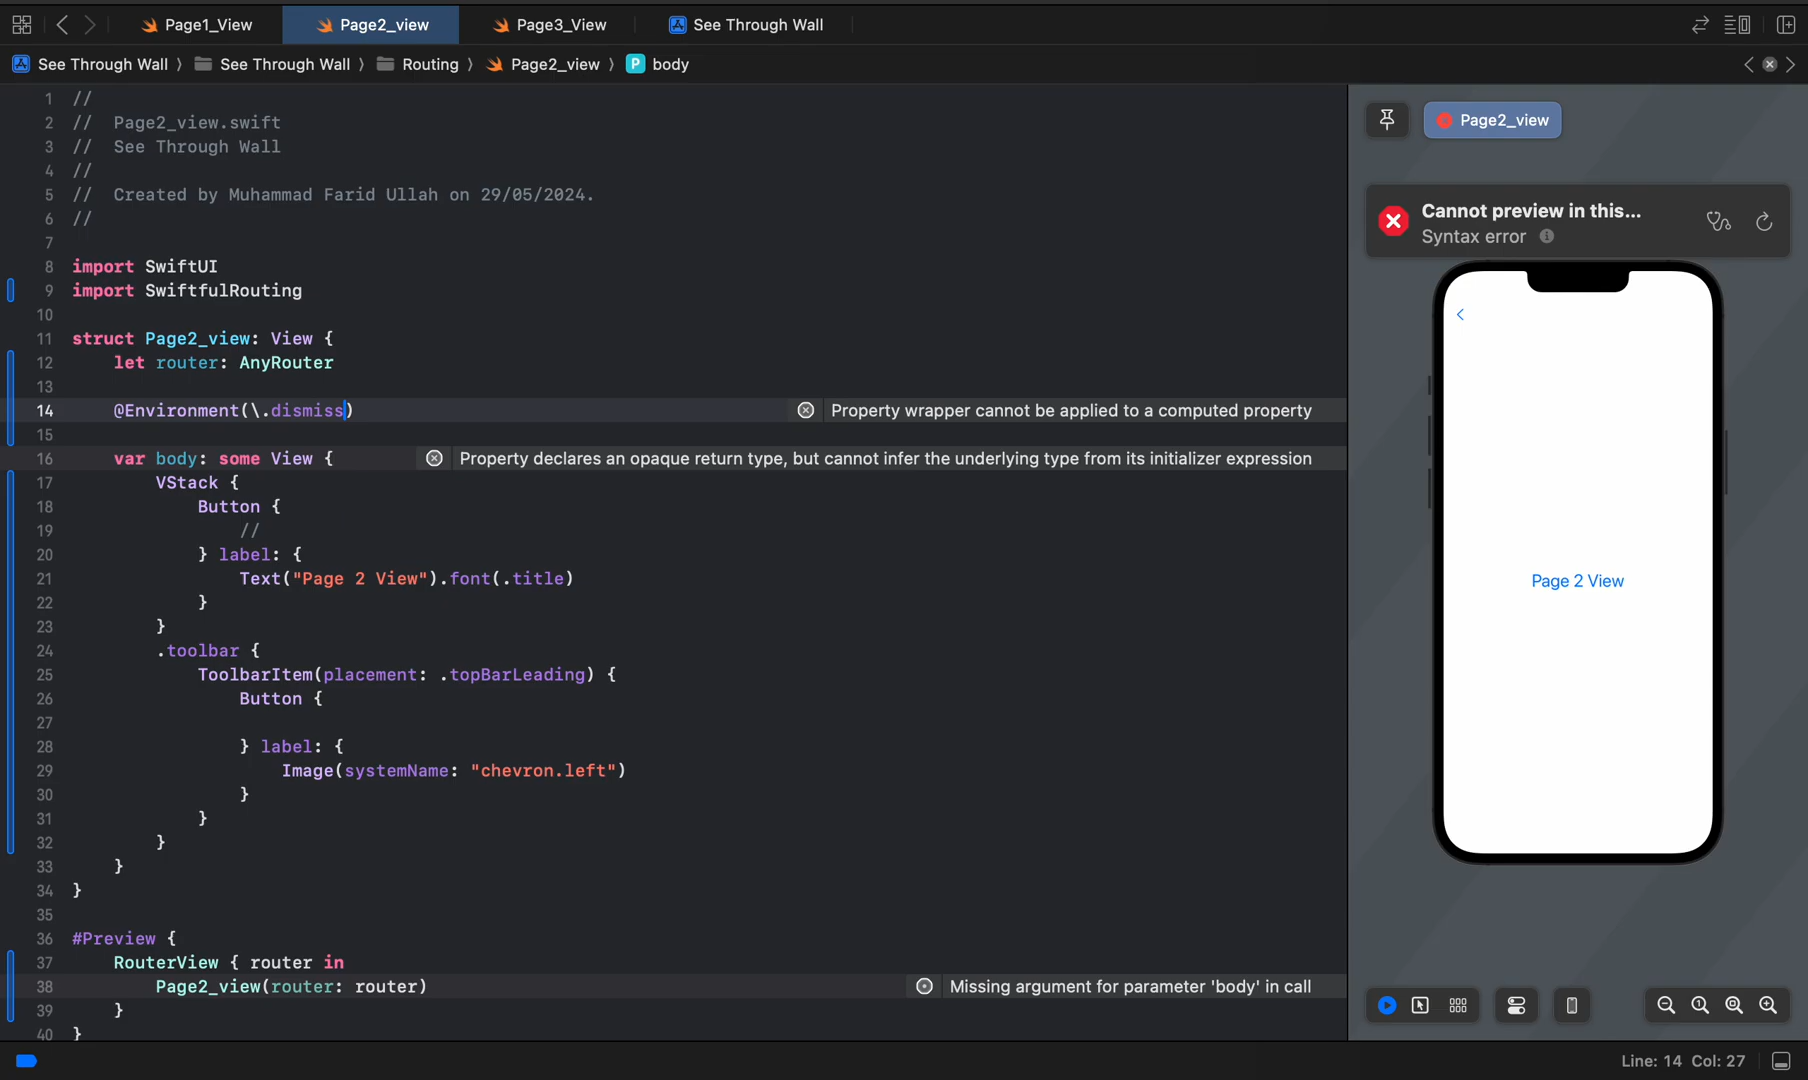 Page1_View
Page2_view
Page3_View
See Through Wall
See Through Wall 〉 See Through Wall 〉 Routing 〉 Page2_view 〉 P body
1 //
2 //  Page2_view.swift
3 //  See Through Wall
4 //
5 //  Created by Muhammad Farid Ullah on 29/05/2024.
6 //
7
8 import SwiftUI
9 import SwiftfulRouting
10
11 struct Page2_view: View {
12     let router: AnyRouter
13
14     @Environment(\.dismiss) Property wrapper cannot be applied to a computed property
15
16     var body: some View { Property declares an opaque return type, but cannot infer the underlying type from its initializer expression
17         VStack {
18             Button {
19                 //
20             } label: {
21                 Text("Page 2 View").font(.title)
22             }
23         }
24         .toolbar {
25             ToolbarItem(placement: .topBarLeading) {
26                 Button {
27
28                 } label: {
29                     Image(systemName: "chevron.left")
30                 }
31             }
32         }
33     }
34 }
35
36 #Preview {
37     RouterView { router in
38         Page2_view(router: router) Missing argument for parameter 'body' in call
39     }
40 }
Page2_view
Cannot preview in this...
Syntax error
Page 2 View
Line: 14 Col: 27